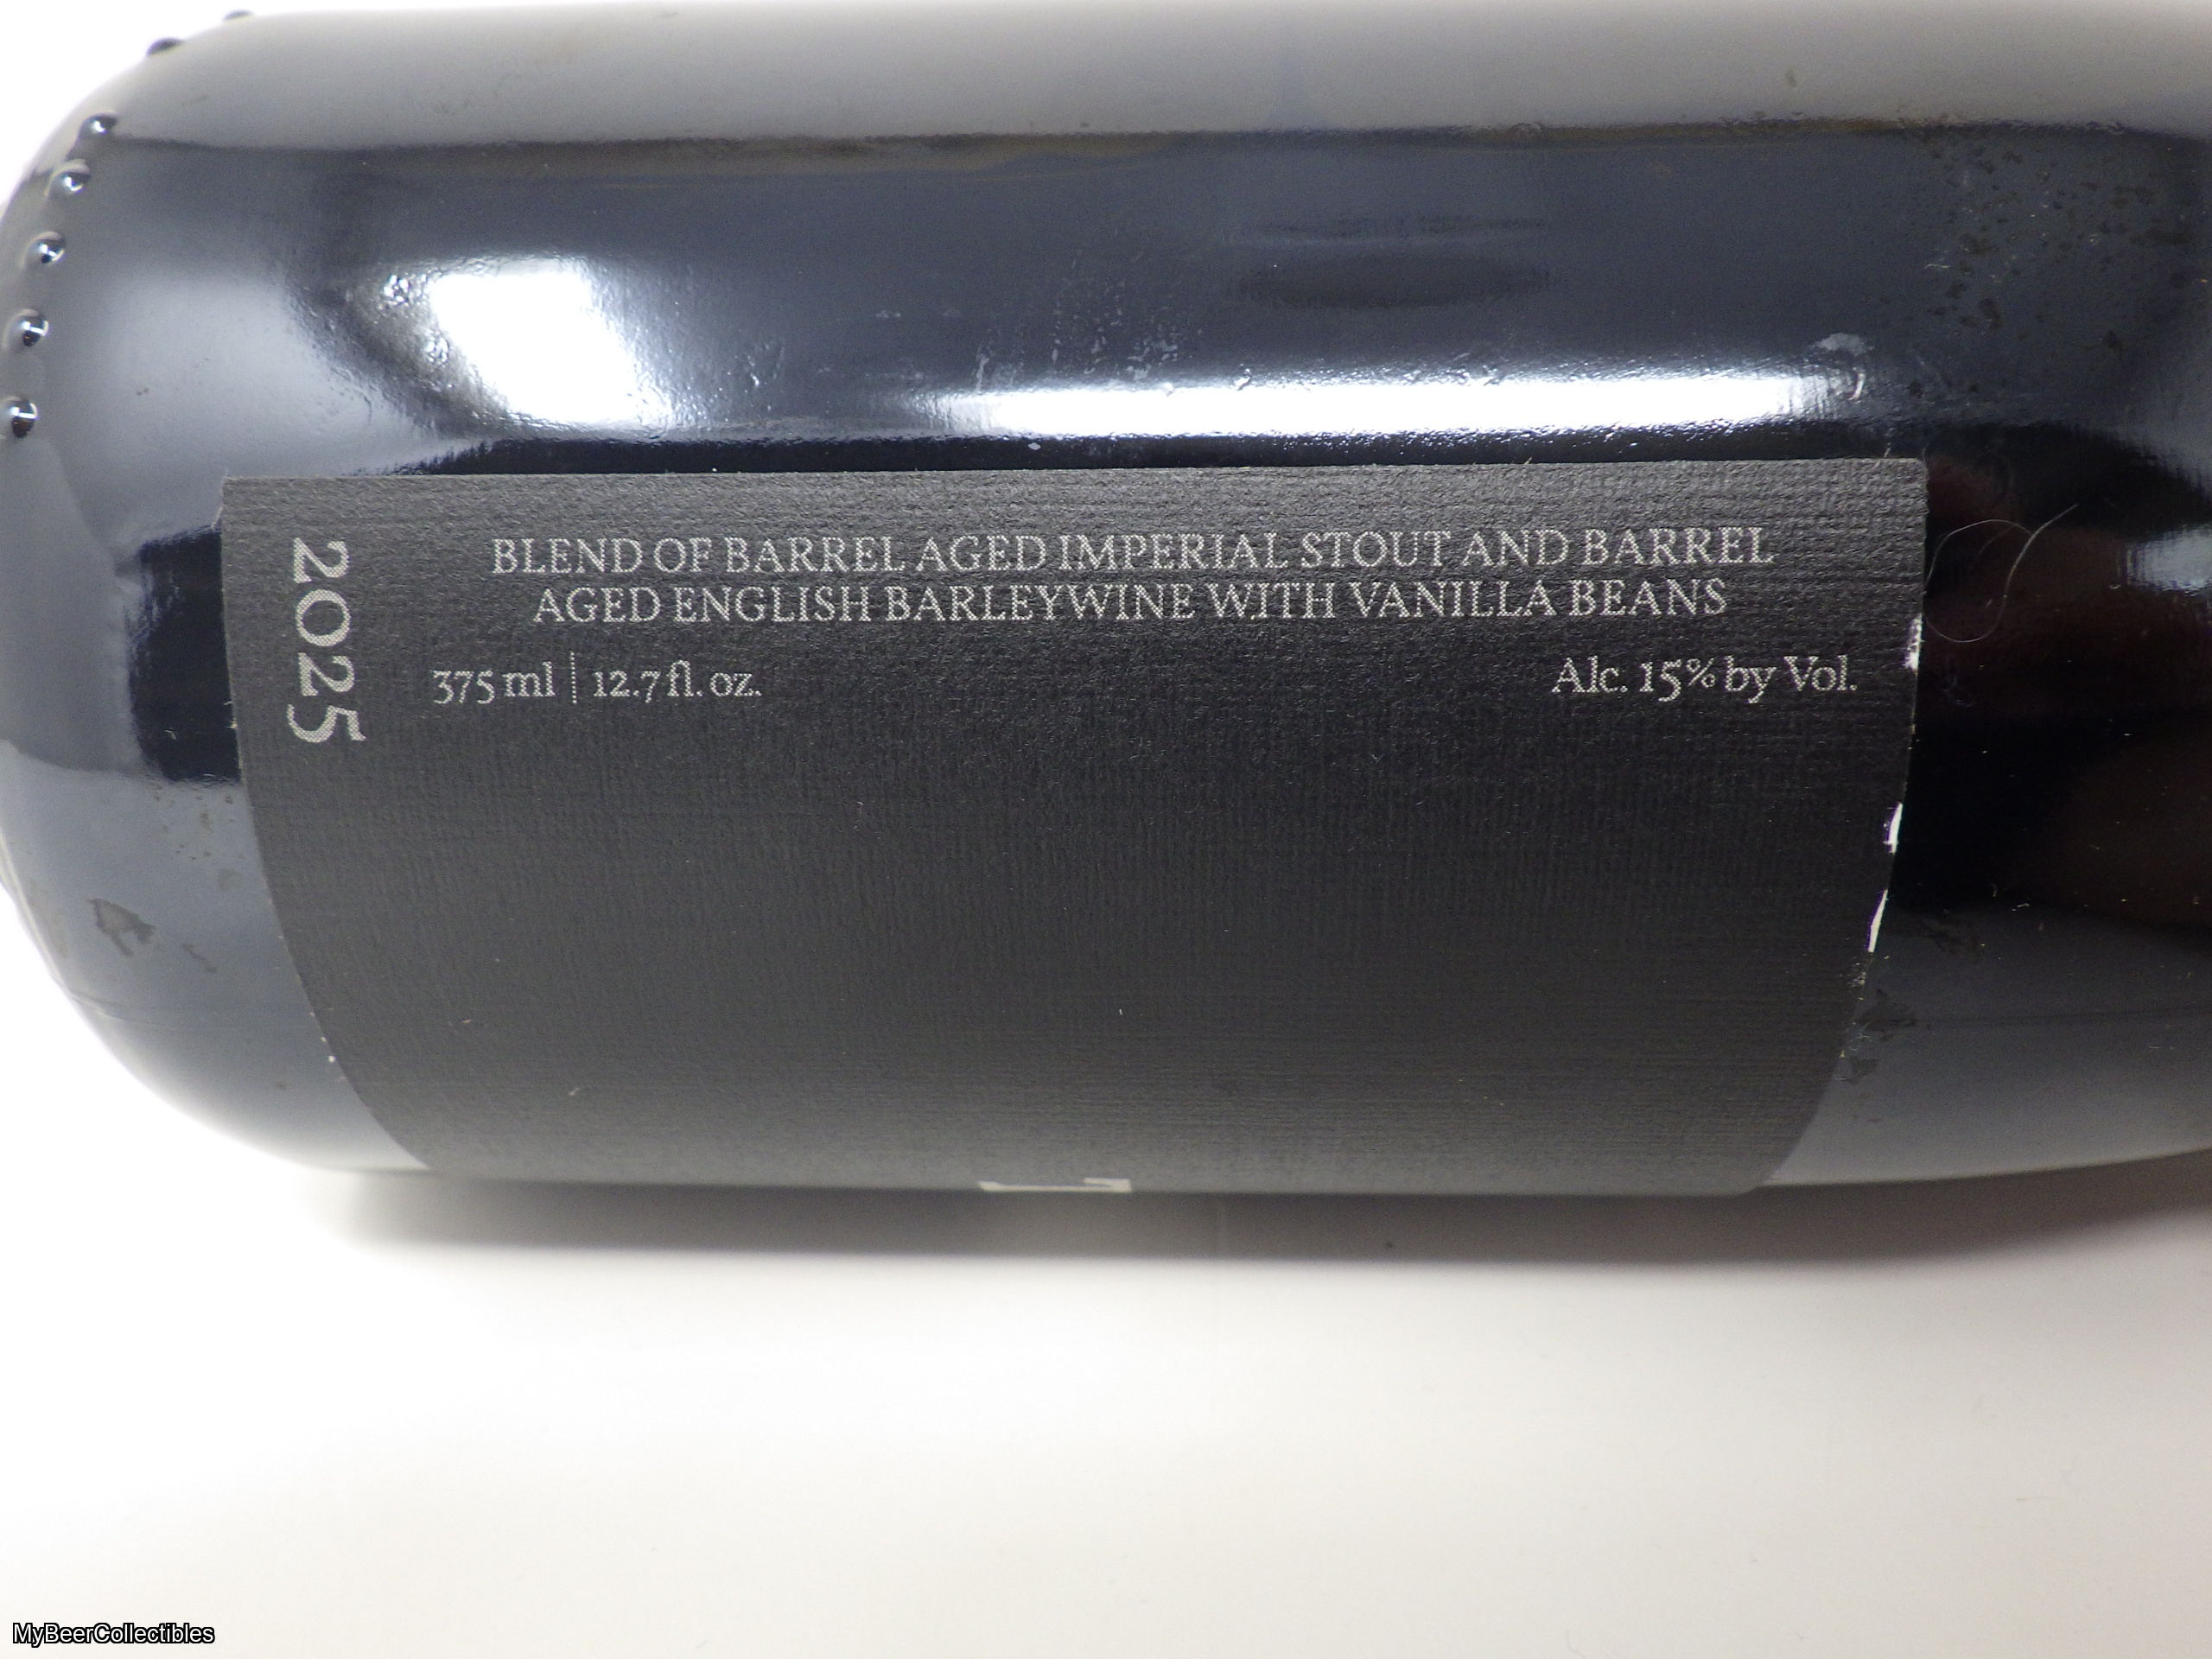 BLEND OF BARREL AGED IMPERIAL STOUT AND BARREL
AGED ENGLISH BARLEYWINE WITH VANILLA BEANS
375 ml | 12.7 fl. oz.
Alc. 15% by Vol.
2025
MyBeerCollectibles